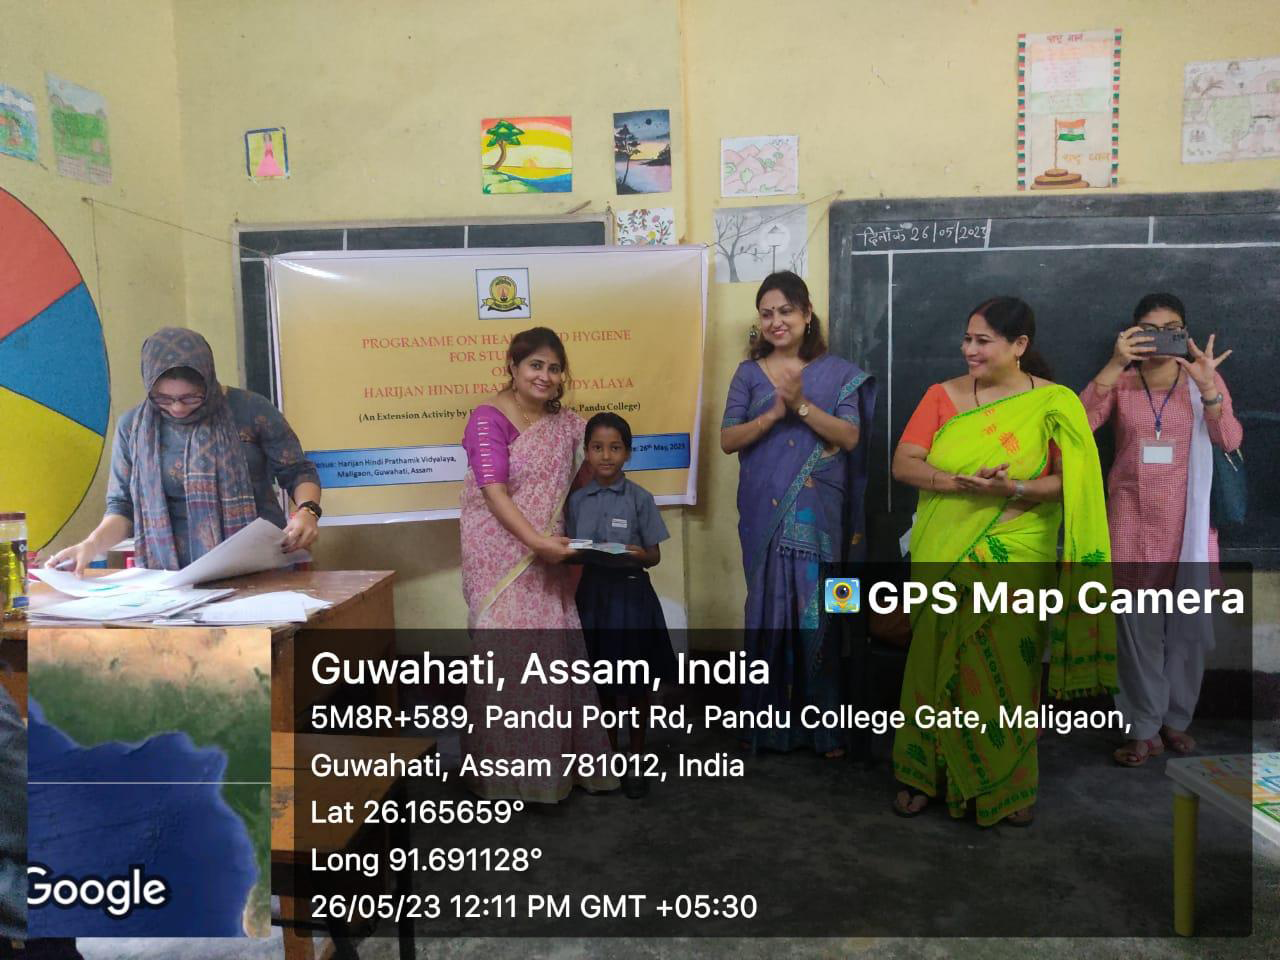 राष्ट्र गान
राष्ट्र गान
दिनांक 26/05/2023
PROGRAMME ON HEA D HYGIENE
FOR STU
OF
HARIJAN HINDI PRAT VIDYALAYA
(An Extension Activity by Pandu College)
Venue: Harijan Hindi Prathamik Vidyalaya,
Maligaon, Guwahati, Assam
26th May, 2023
GPS Map Camera
Guwahati, Assam, India
5M8R+589, Pandu Port Rd, Pandu College Gate, Maligaon,
Guwahati, Assam 781012, India
Lat 26.165659°
Long 91.691128°
26/05/23 12:11 PM GMT +05:30
Google